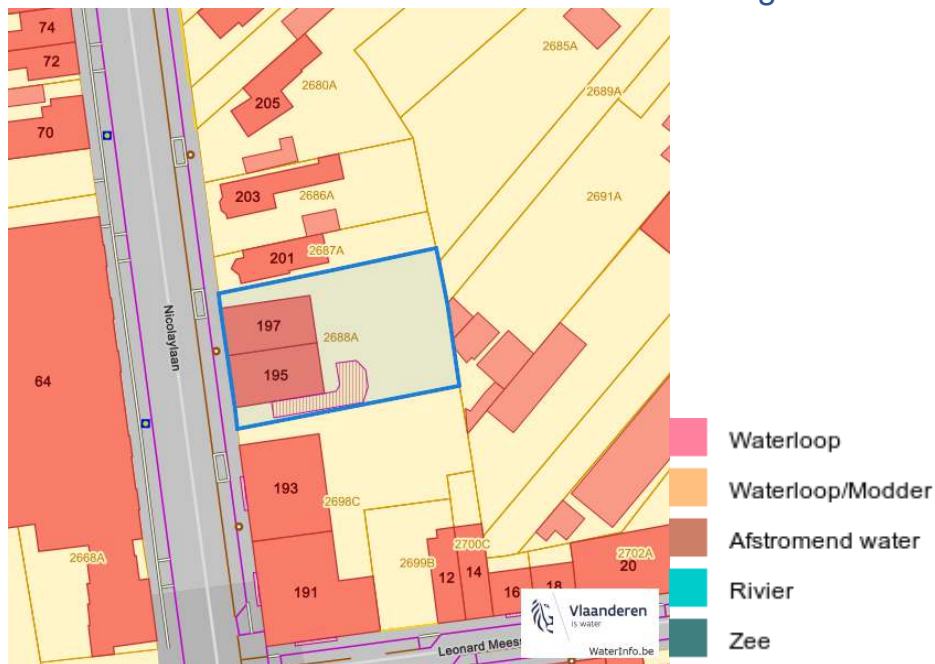 74
72
2685A
2680A
205
2689A
70
203
2686A
2691A
201
2687A
Nicolaylaan
197
2688A
195
64
193
2698C
2668A
2699B
2700C
2702A
12
14
16
18
20
191
Leonard Meess
Vlaanderen
is water
WaterInfo.be
Waterloop
Waterloop/Modder
Afstromend water
Rivier
Zee